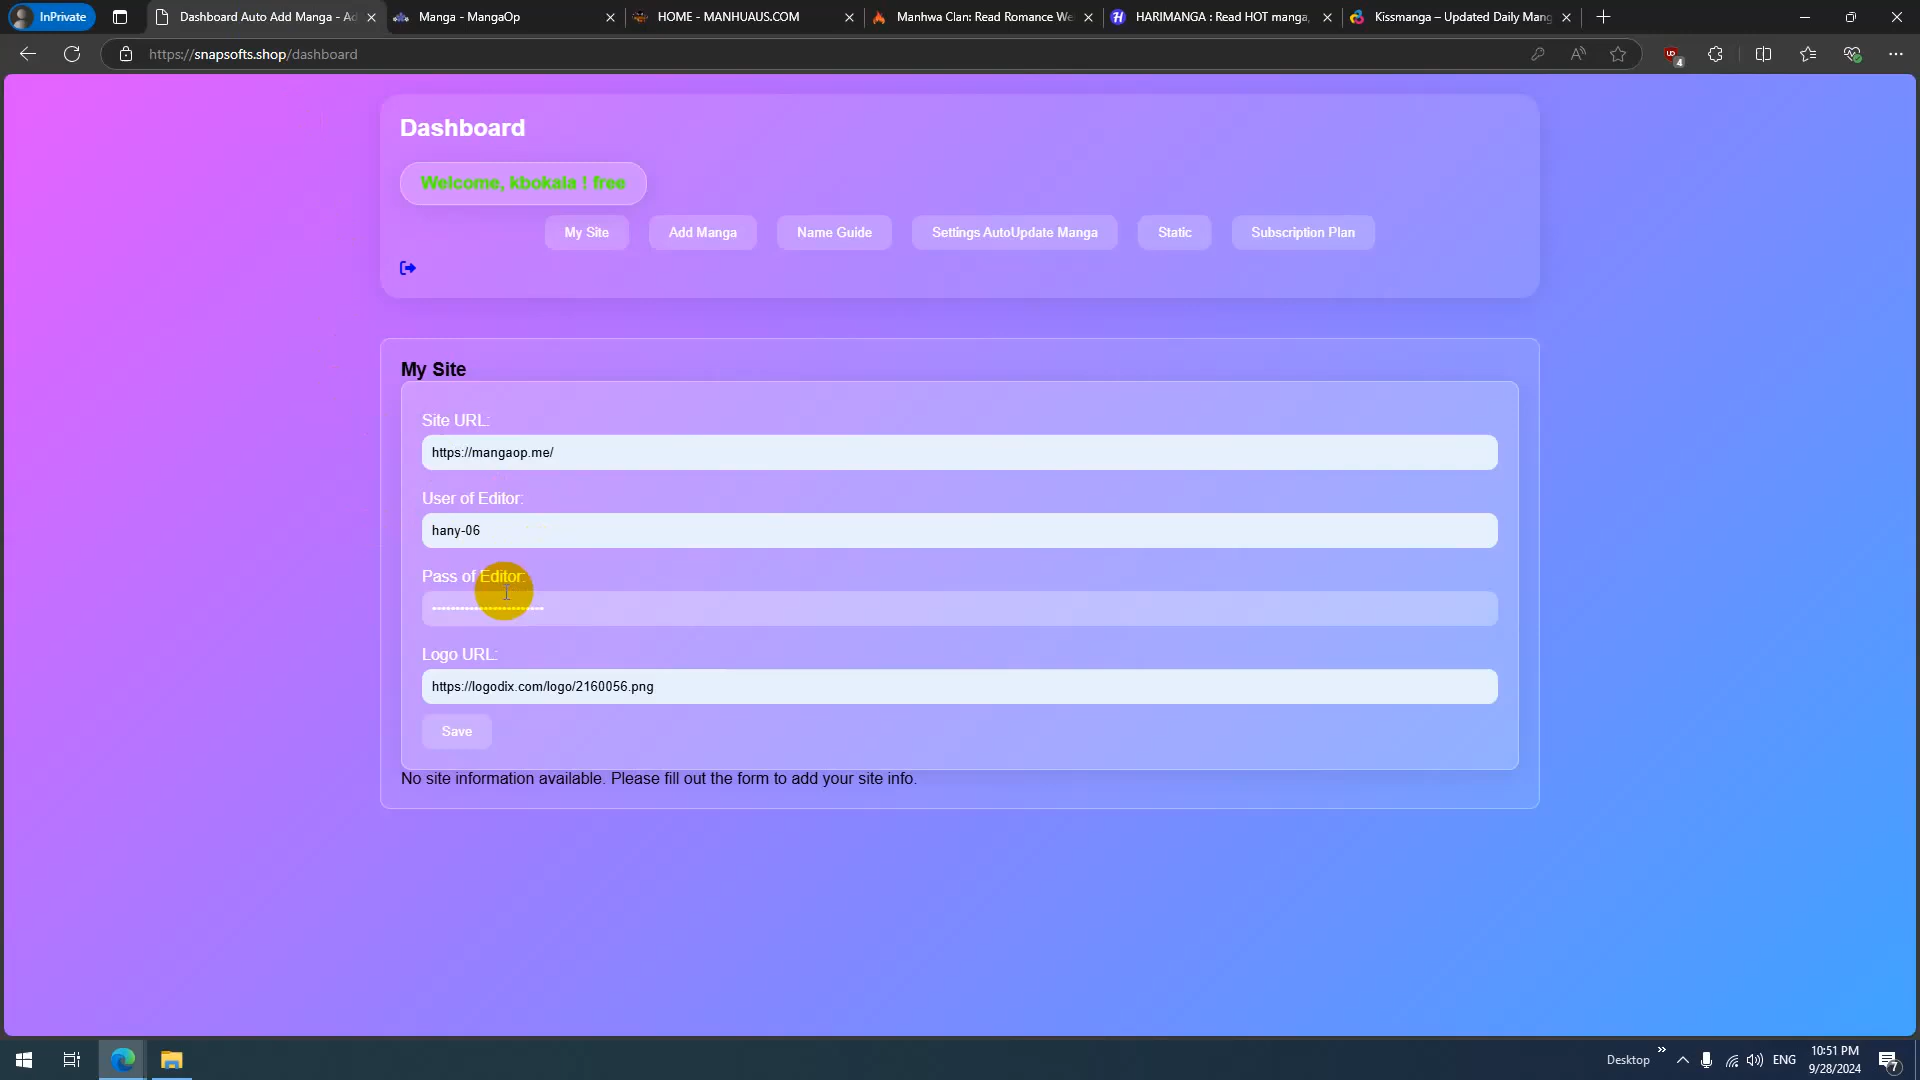 InPrivate
Dashboard Auto Add Manga - Ad
Manga - MangaOp
HOME - MANHUAUS.COM
Manhwa Clan: Read Romance We
HARIMANGA : Read HOT manga,
Kissmanga – Updated Daily Mang
https://snapsofts.shop/dashboard
4
Dashboard
Welcome, kbokala ! free
My Site
Add Manga
Name Guide
Settings AutoUpdate Manga
Static
Subscription Plan
My Site
Site URL:
https://mangaop.me/
User of Editor:
hany-06
Pass of Editor:
Logo URL:
https://logodix.com/logo/2160056.png
Save
No site information available. Please fill out the form to add your site info.
Desktop
ENG
10:51 PM
9/28/2024
7